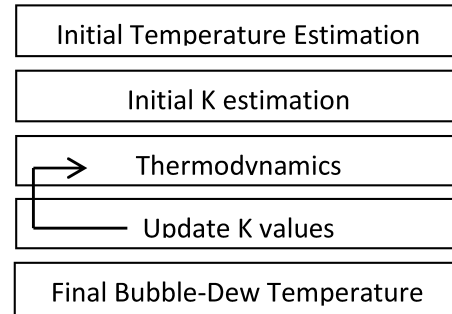 Initial Temperature Estimation
Initial K estimation
Thermodynamics
Update K values
Final Bubble-Dew Temperature